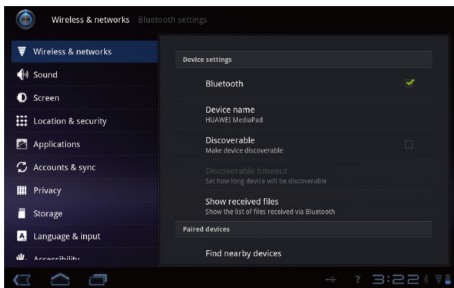 Wireless & networks Bluetooth settings
Wireless & networks
Sound
Screen
Location & security
Applications
Accounts & sync
Privacy
Storage
Language & input
Accessibility
Device settings
Bluetooth
Device name
HUAWEI MediaPad
Discoverable
Make device discoverable
Discoverable timeout
Set how long device will be discoverable
Show received files
Show the list of files received via Bluetooth
Paired devices
Find nearby devices
3:22